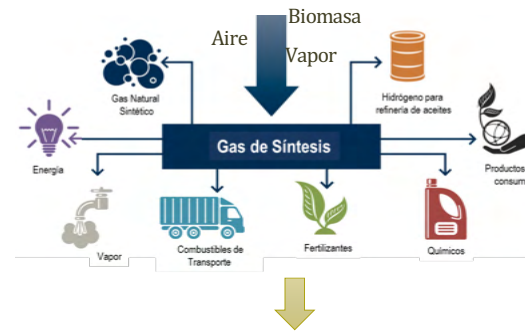 Biomasa
Aire
Vapor
Gas Natural
Sintético
Hidrógeno para
refinería de aceites
Gas de Síntesis
Energía
Productos
consum
Vapor
Combustibles de
Transporte
Fertilizantes
Químicos